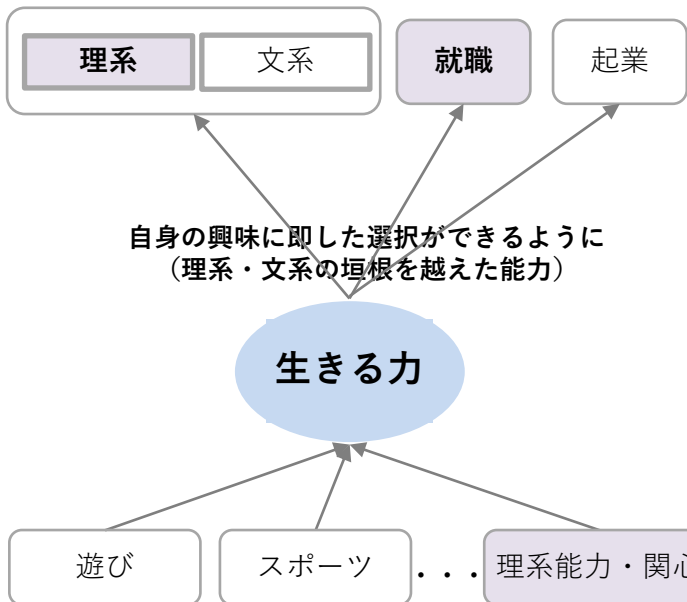 理系 文系 就職 起業
自身の興味に即した選択ができるように
（理系・文系の垣根を越えた能力）
生きる力
遊び スポーツ ・・・ 理系能力・関心